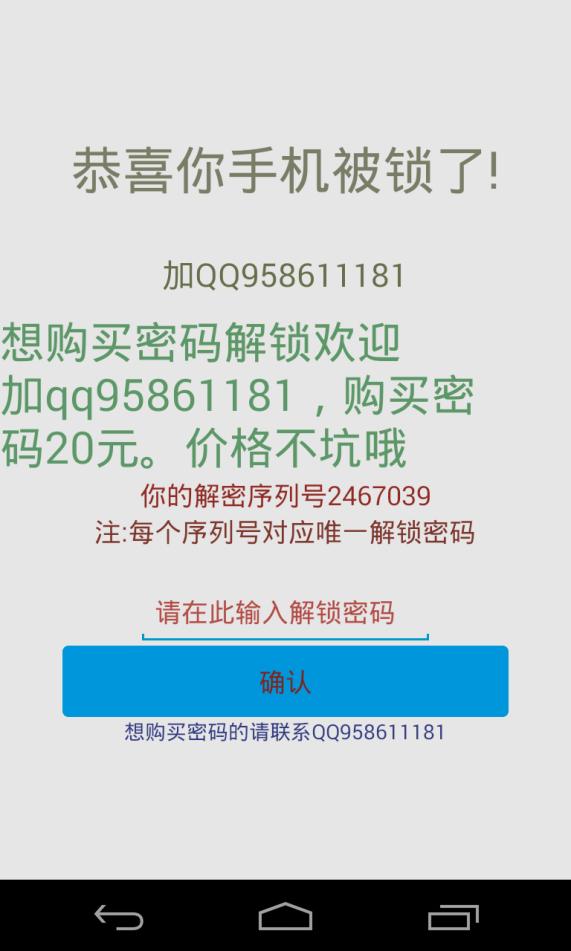 恭喜你手机被锁了!
加QQ958611181
想购买密码解锁欢迎
加qq95861181，购买密
码20元。价格不坑哦
你的解密序列号2467039
注:每个序列号对应唯一解锁密码
请在此输入解锁密码
确认
想购买密码的请联系QQ958611181